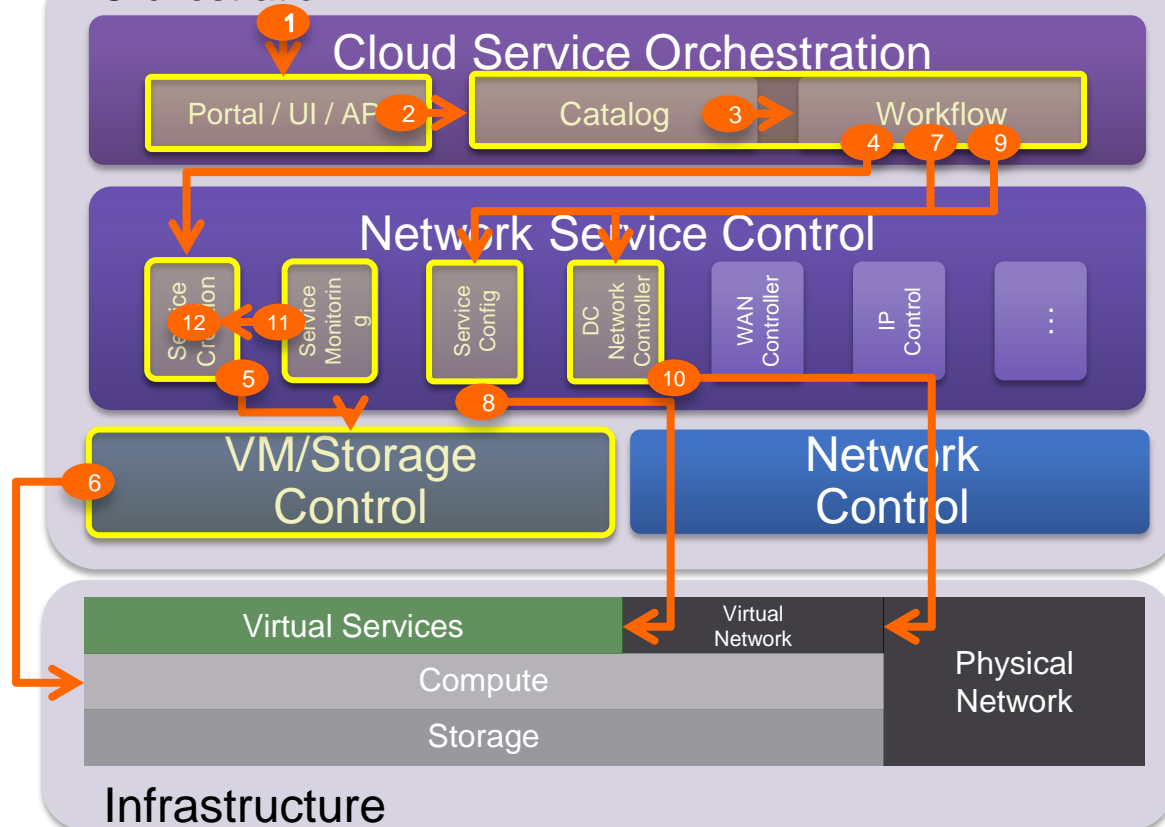 1
Cloud Service Orchestration
Portal / UI / AP
2
Catalog
3
Workflow
4
7
9
Network Service Control
Service
12
11
Service
Monitorin
g
Service
Config
DC
Network
Controller
WAN
Controller
IP
Control
...
5
8
10
VM/Storage
Control
6
Network
Control
Virtual Services
Virtual
Network
Physical
Network
Compute
Storage
Infrastructure